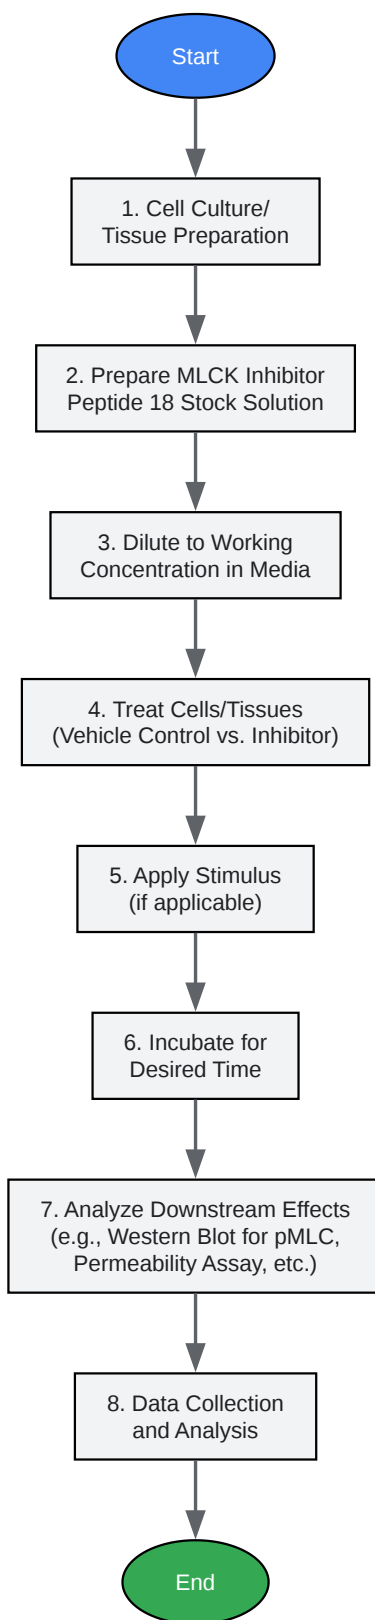 Start
1. Cell Culture/
Tissue Preparation
2. Prepare MLCK Inhibitor
Peptide 18 Stock Solution
3. Dilute to Working
Concentration in Media
4. Treat Cells/Tissues
(Vehicle Control vs. Inhibitor)
5. Apply Stimulus
(if applicable)
6. Incubate for
Desired Time
7. Analyze Downstream Effects
(e.g., Western Blot for pMLC,
Permeability Assay, etc.)
8. Data Collection
and Analysis
End